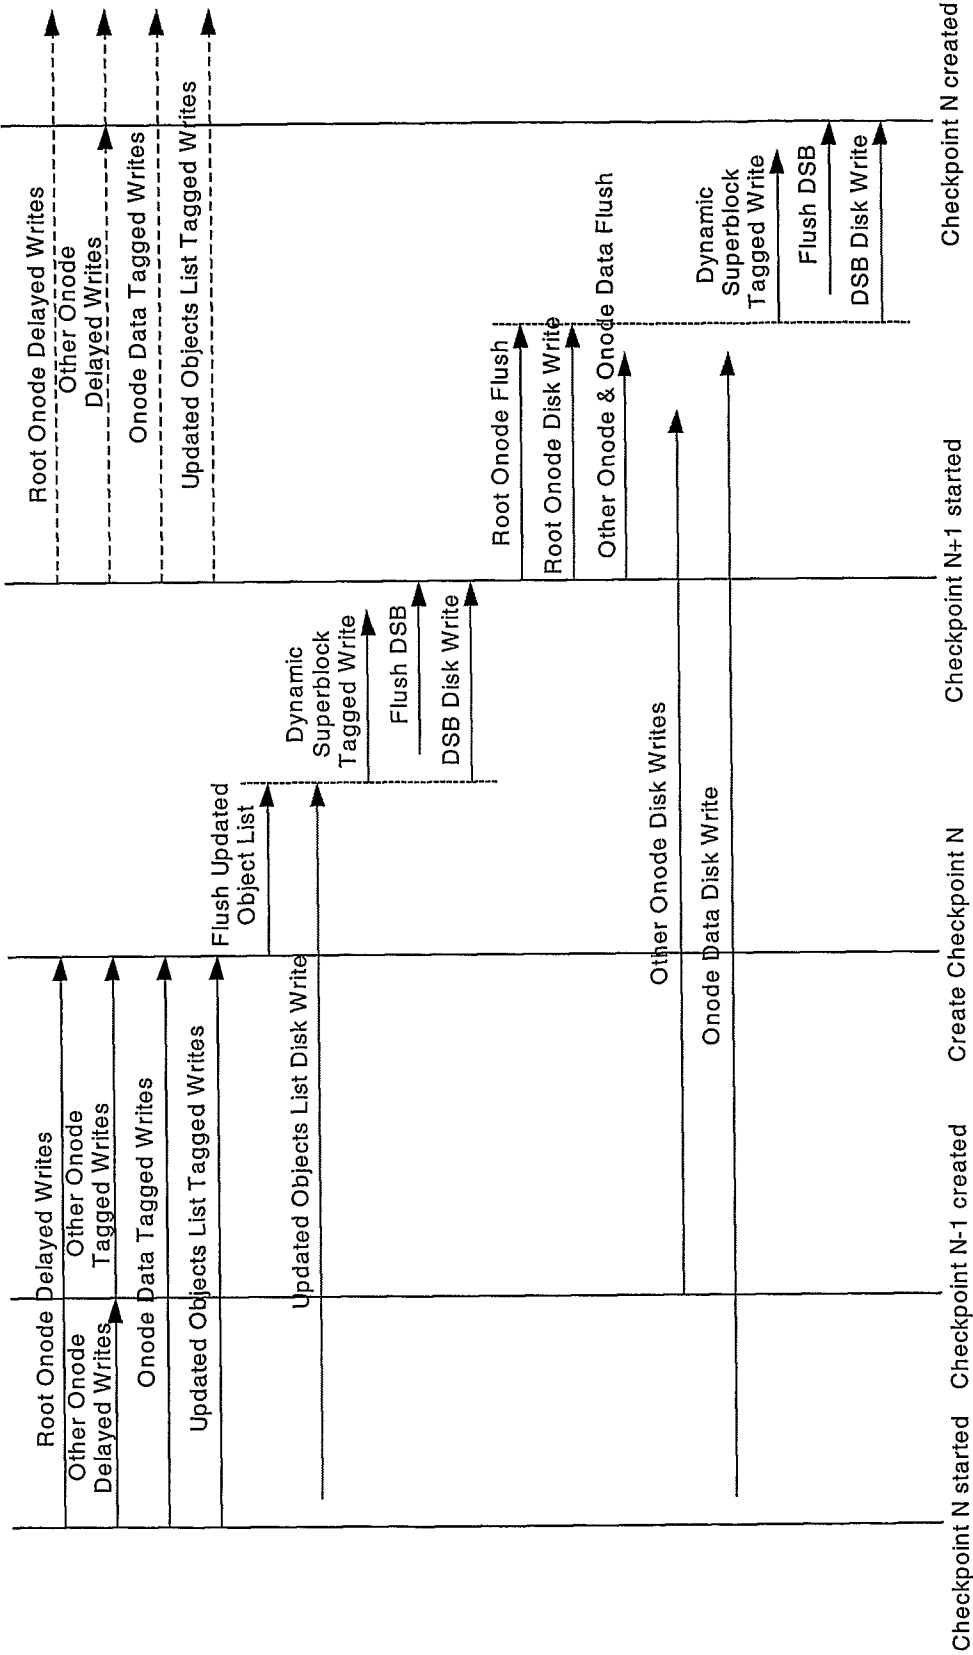 Root Onode Delayed Writes
Other Onode
Delayed Writes
Other Onode
Tagged Writes
Onode Data Tagged Writes
Updated Objects List Tagged Writes
Flush Updated
Object List
Updated Objects List Disk Write
Dynamic
Superblock
Tagged Write
Flush DSB
DSB Disk Write
Root Onode Delayed Writes
Other Onode
Delayed Writes
Onode Data Tagged Writes
Updated Objects List Tagged Writes
Root Onode Flush
Root Onode Disk Write
Other Onode & Onode Data Flush
Other Onode Disk Writes
Onode Data Disk Write
Dynamic
Superblock
Tagged Write
Flush DSB
DSB Disk Write
Checkpoint N started
Checkpoint N-1 created
Create Checkpoint N
Checkpoint N+1 started
Checkpoint N created